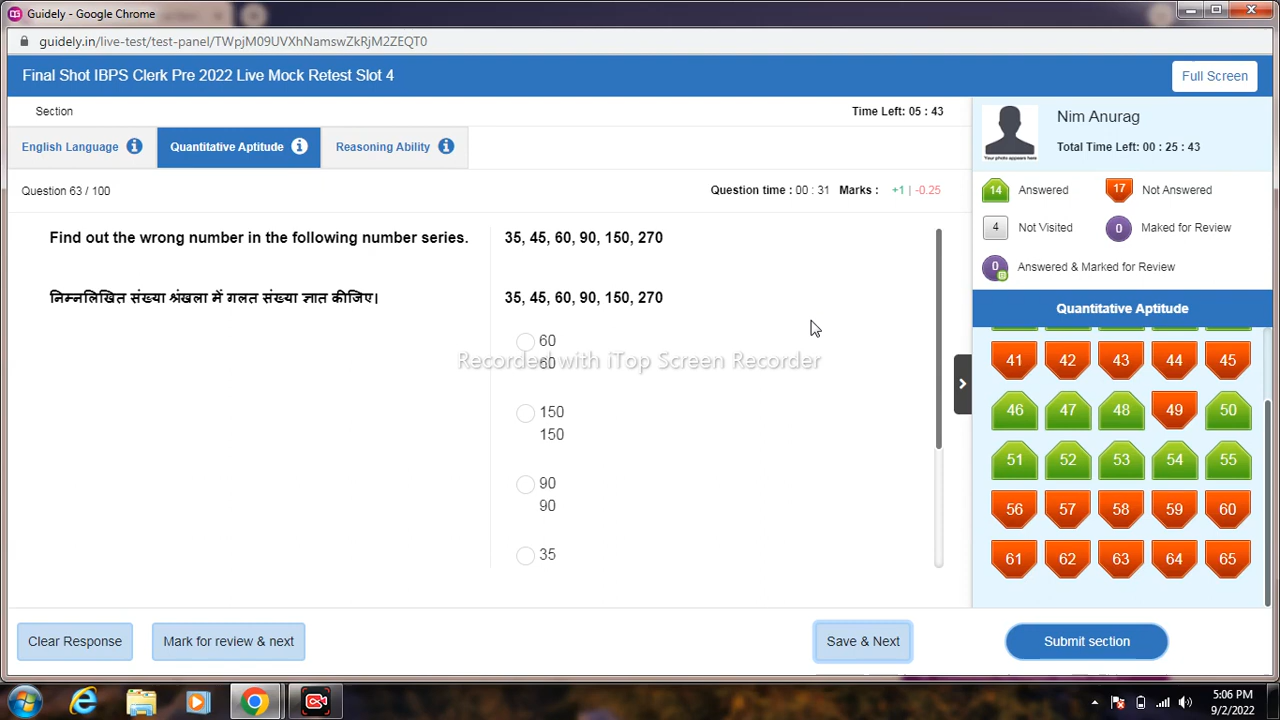 Guidely - Google Chrome
guidely.in/live-test/test-panel/TWpjM09UVXhNamswZkRjM2ZEQT0
Final Shot IBPS Clerk Pre 2022 Live Mock Retest Slot 4
Full Screen
Section
Time Left: 05 : 43
English Language i
Quantitative Aptitude i
Reasoning Ability i
Nim Anurag
Total Time Left: 00 : 25 : 43
Your photo appears here
Question 63 / 100
Question time : 00 : 31 Marks : +1 | -0.25
14 Answered
17 Not Answered
4 Not Visited
0 Maked for Review
0 Answered & Marked for Review
Find out the wrong number in the following number series.
निम्नलिखित संख्या श्रंखला में गलत संख्या ज्ञात कीजिए।
35, 45, 60, 90, 150, 270
35, 45, 60, 90, 150, 270
60
60
Recorded with iTop Screen Recorder
150
150
90
90
35
Quantitative Aptitude
41 42 43 44 45
46 47 48 49 50
51 52 53 54 55
56 57 58 59 60
61 62 63 64 65
Clear Response
Mark for review & next
Save & Next
Submit section
5:06 PM
9/2/2022